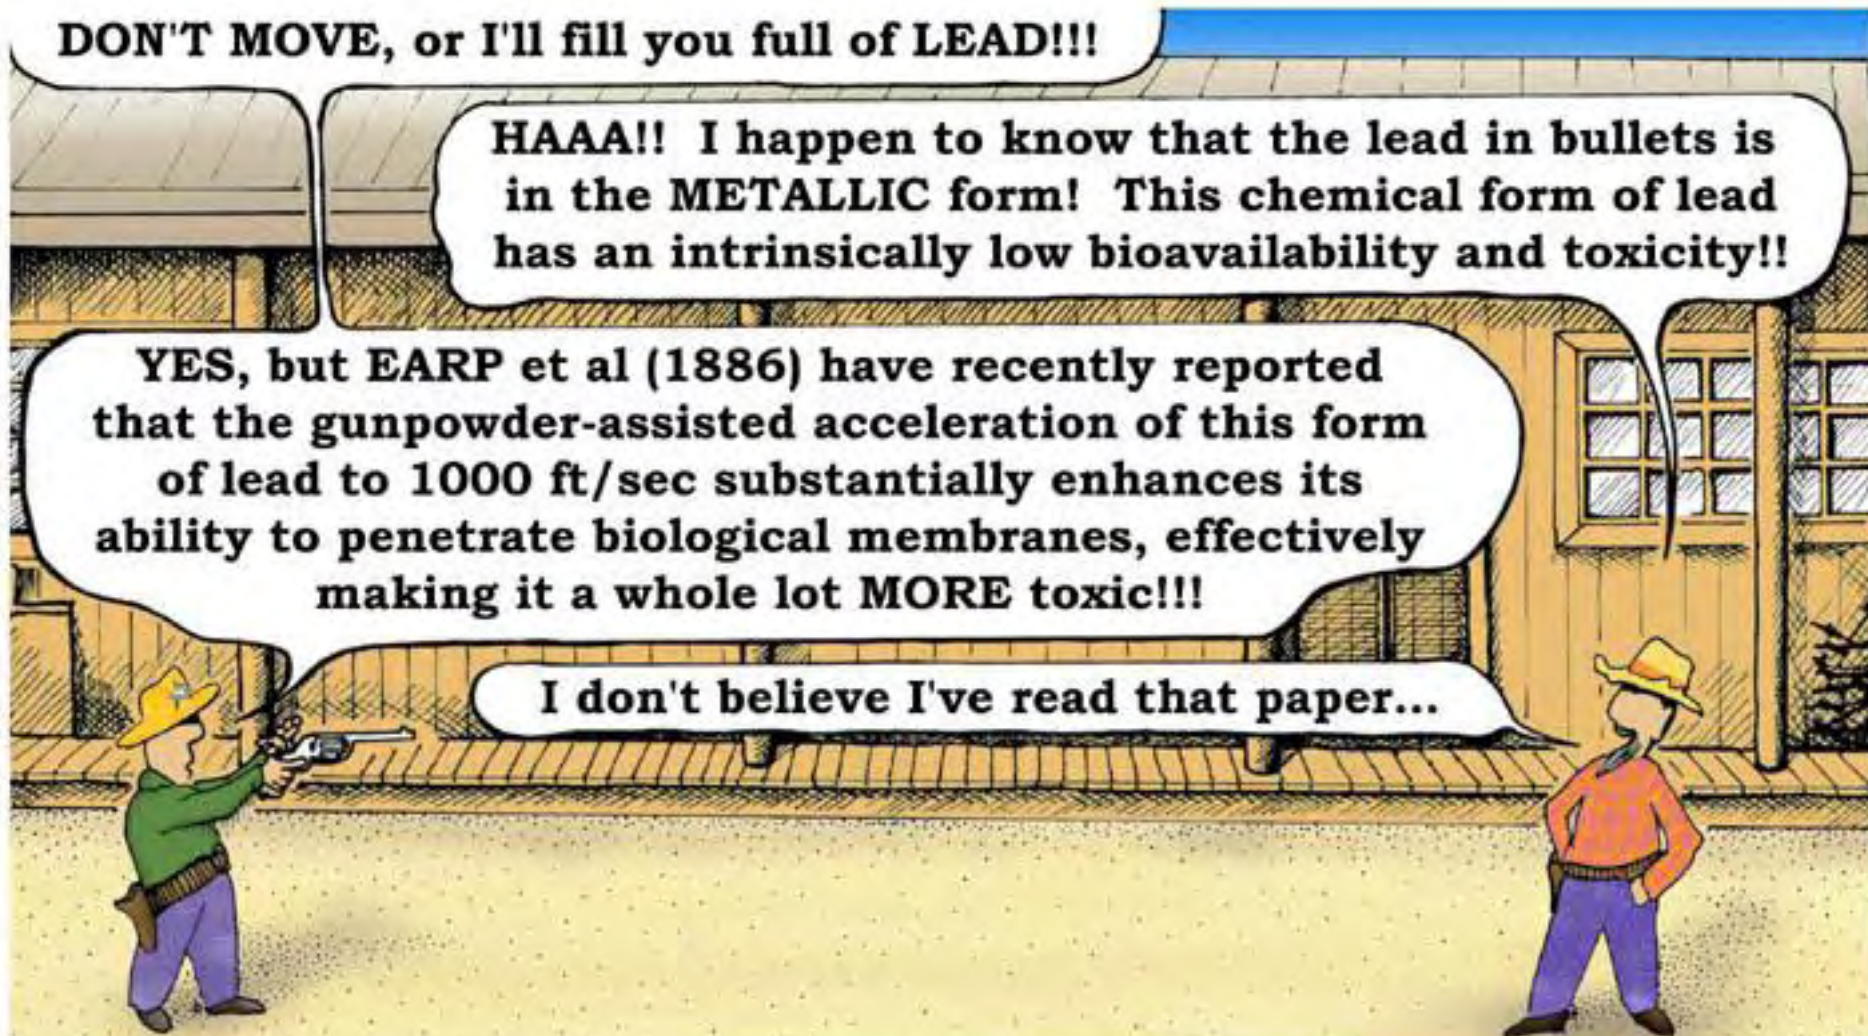 DON'T MOVE, or I'll fill you full of LEAD!!!
HAAA!! I happen to know that the lead in bullets is
in the METALLIC form! This chemical form of lead
has an intrinsically low bioavailability and toxicity!!
YES, but EARP et al (1886) have recently reported
that the gunpowder-assisted acceleration of this form
of lead to 1000 ft/sec substantially enhances its
ability to penetrate biological membranes, effectively
making it a whole lot MORE toxic!!!
I don't believe I've read that paper...